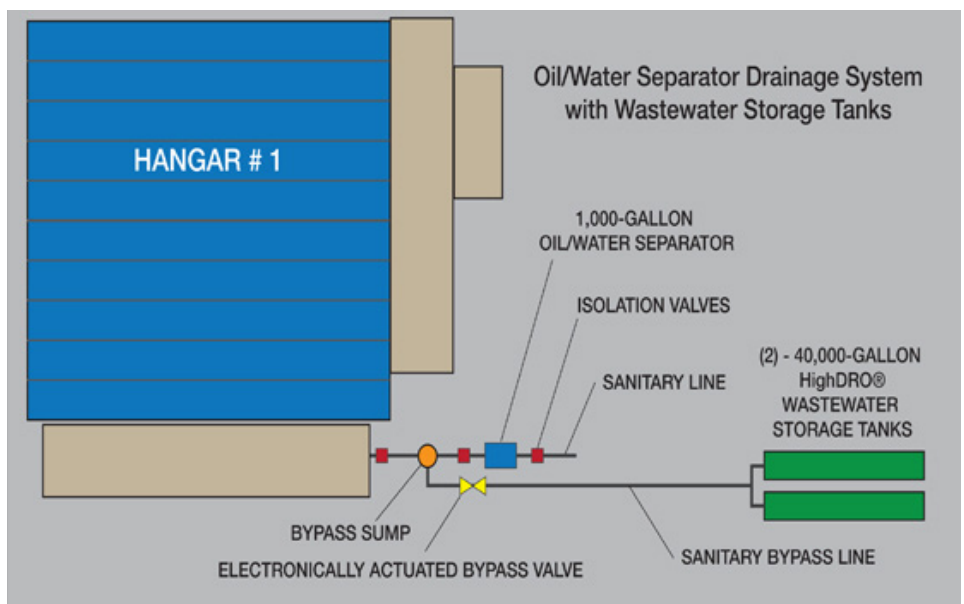 Oil/Water Separator Drainage System
with Wastewater Storage Tanks
HANGAR # 1
1,000-GALLON
OIL/WATER SEPARATOR
ISOLATION VALVES
SANITARY LINE
(2) - 40,000-GALLON
HighDRO®
WASTEWATER
STORAGE TANKS
BYPASS SUMP
ELECTRONICALLY ACTUATED BYPASS VALVE
SANITARY BYPASS LINE